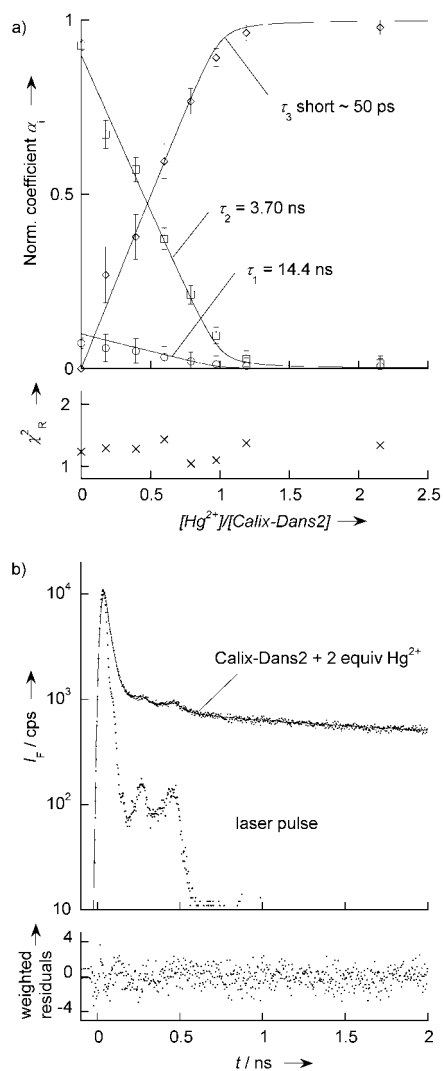 a)
1
0.5
0
Norm. coefficient αᵢ →
τ₃ short ~ 50 ps
τ₂ = 3.70 ns
τ₁ = 14.4 ns
2
1
χ²R →
0 0.5 1 1.5 2 2.5
[Hg²⁺]/[Calix-Dans2] →
b)
10⁴
10³
10²
10
I_F / cps →
Calix-Dans2 + 2 equiv Hg²⁺
laser pulse
4
0
-4
weighted
residuals →
0 0.5 1 1.5 2
t / ns →